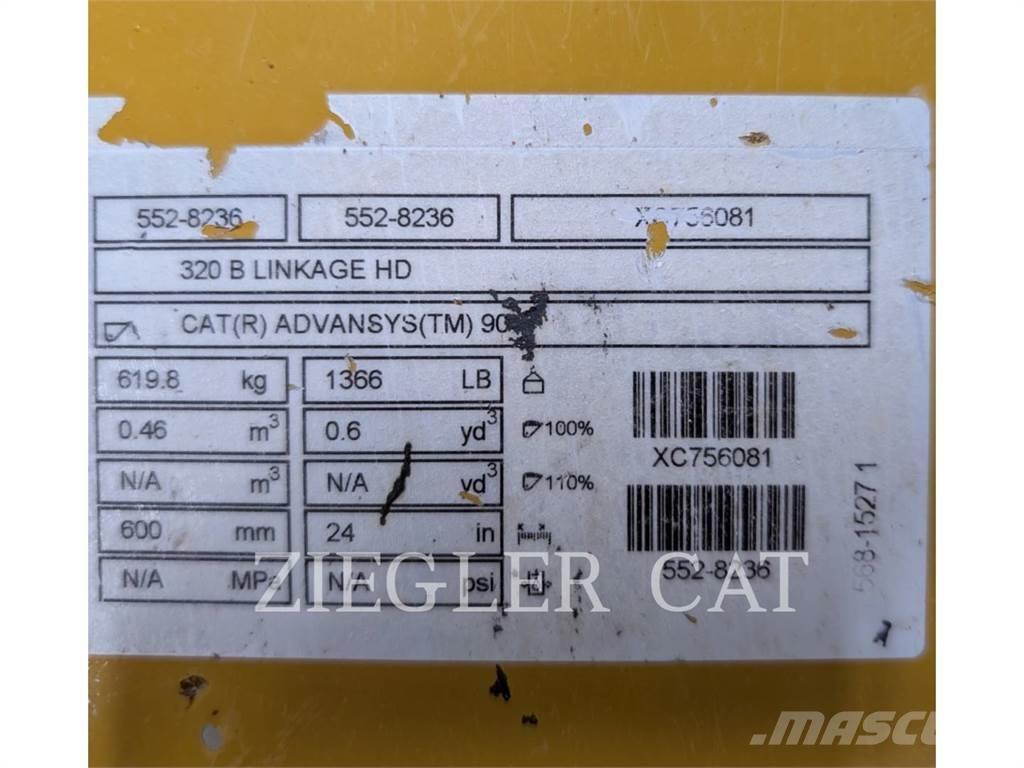 552-8236 552-8236 XC756081
320 B LINKAGE HD
CAT(R) ADVANSYS(TM)
619.8 kg 1366 LB
0.46 m³ 0.6 yd³ 100%
XC756081
N/A m³ N/A yd³ 110%
600 mm 24 in
552-8236
N/A MPa N/A psi
568-1527 1
ZIEGLER CAT